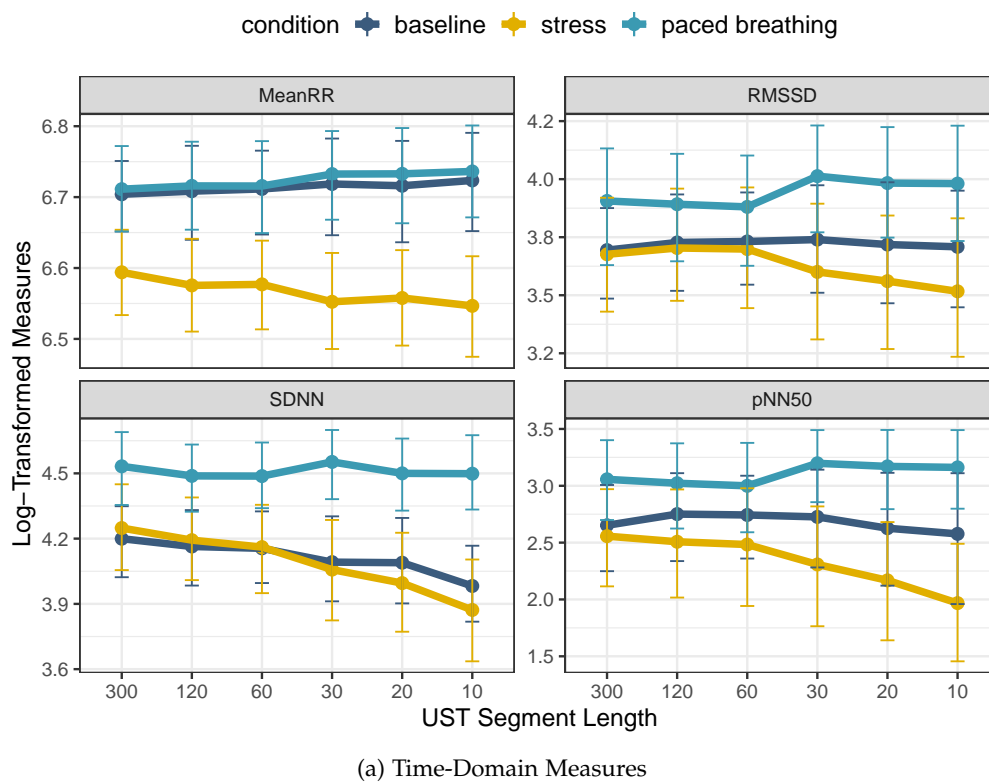 condition baseline stress paced breathing
MeanRR
RMSSD
6.8
6.7
6.6
6.5
4.2
4.0
3.8
3.5
3.2
SDNN
pNN50
4.5
4.2
3.9
3.6
3.5
3.0
2.5
2.0
1.5
300 120 60 30 20 10
300 120 60 30 20 10
Log−Transformed Measures
UST Segment Length
(a) Time-Domain Measures